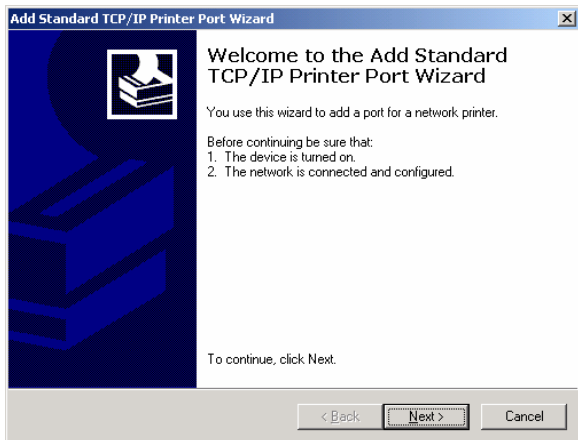 Add Standard TCP/IP Printer Port Wizard
Welcome to the Add Standard
TCP/IP Printer Port Wizard
You use this wizard to add a port for a network printer.
Before continuing be sure that:
1. The device is turned on.
2. The network is connected and configured.
To continue, click Next.
< Back Next > Cancel